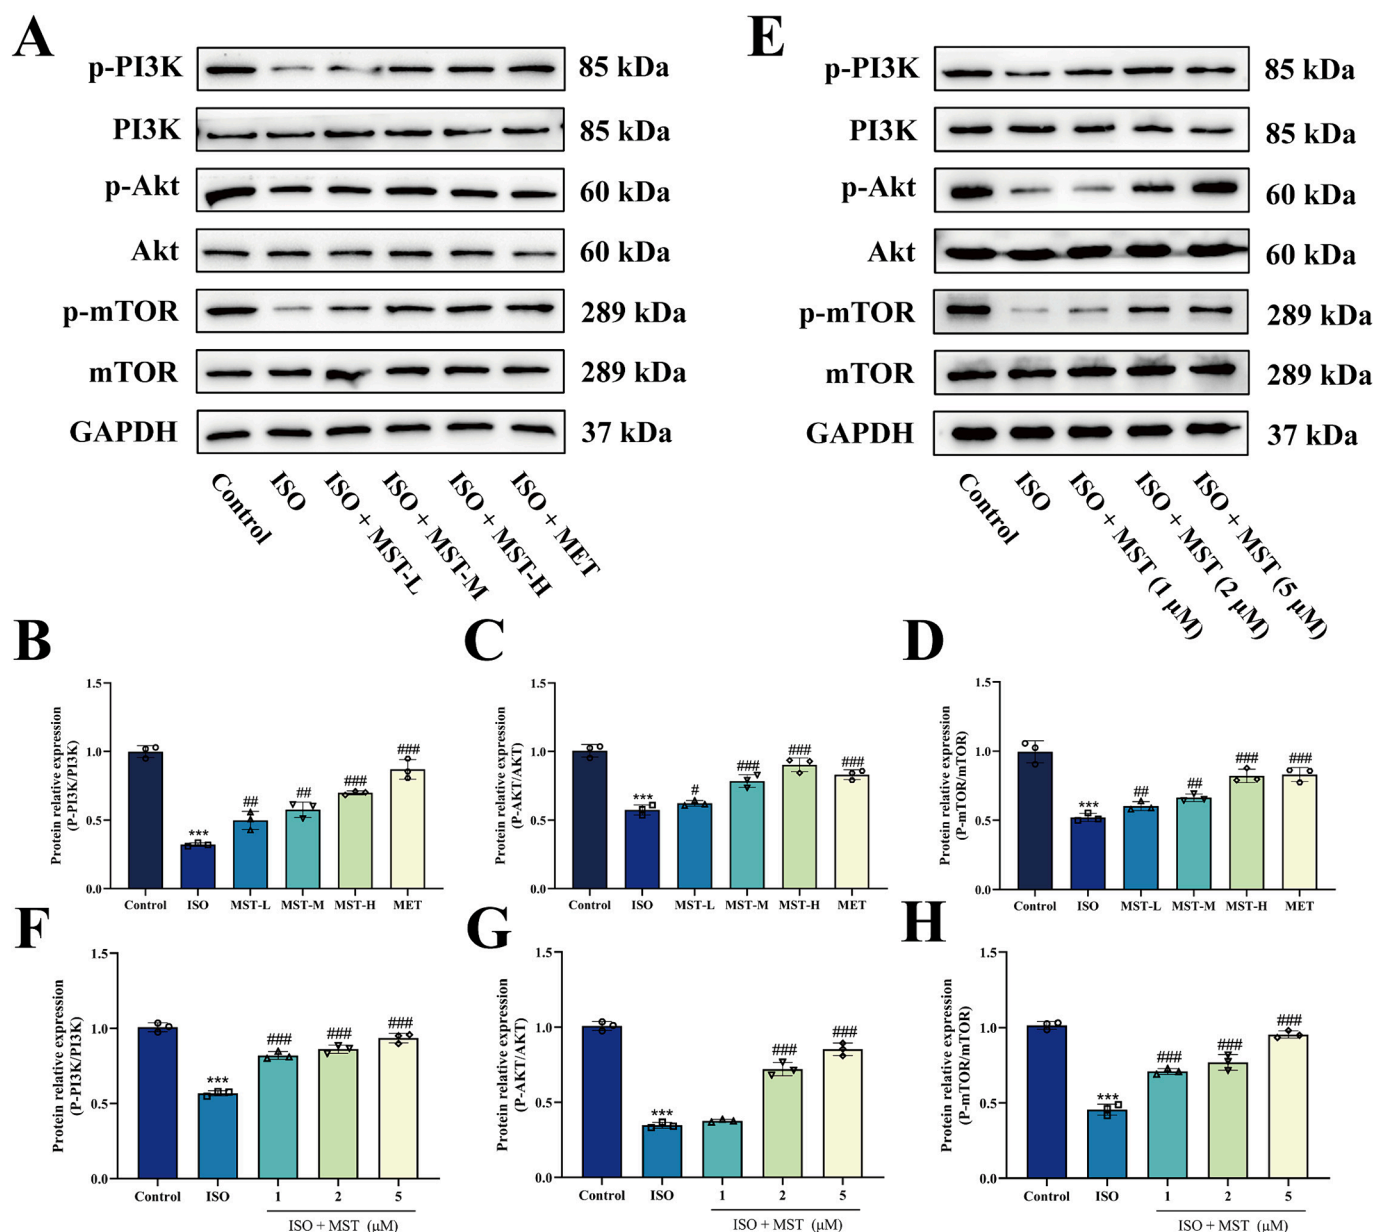 A
p-PI3K 85 kDa
PI3K 85 kDa
p-Akt 60 kDa
Akt 60 kDa
p-mTOR 289 kDa
mTOR 289 kDa
GAPDH 37 kDa
Control
ISO
ISO + MST-L
ISO + MST-M
ISO + MST-H
ISO + MET
E
p-PI3K 85 kDa
PI3K 85 kDa
p-Akt 60 kDa
Akt 60 kDa
p-mTOR 289 kDa
mTOR 289 kDa
GAPDH 37 kDa
Control
ISO
ISO + MST (1 μM)
ISO + MST (2 μM)
ISO + MST (5 μM)
B
Protein relative expression
(P-PI3K/PI3K)
1.5
1.0
0.5
0.0
***
##
##
###
###
Control ISO MST-L MST-M MST-H MET
C
Protein relative expression
(P-AKT/AKT)
1.5
1.0
0.5
0.0
***
#
###
###
###
Control ISO MST-L MST-M MST-H MET
D
Protein relative expression
(P-mTOR/mTOR)
1.5
1.0
0.5
0.0
***
##
##
###
###
Control ISO MST-L MST-M MST-H MET
F
Protein relative expression
(P-PI3K/PI3K)
1.5
1.0
0.5
0.0
***
###
###
###
Control ISO 1 2 5
ISO + MST (μM)
G
Protein relative expression
(P-AKT/AKT)
1.5
1.0
0.5
0.0
***
###
###
Control ISO 1 2 5
ISO + MST (μM)
H
Protein relative expression
(P-mTOR/mTOR)
1.5
1.0
0.5
0.0
***
###
###
###
Control ISO 1 2 5
ISO + MST (μM)